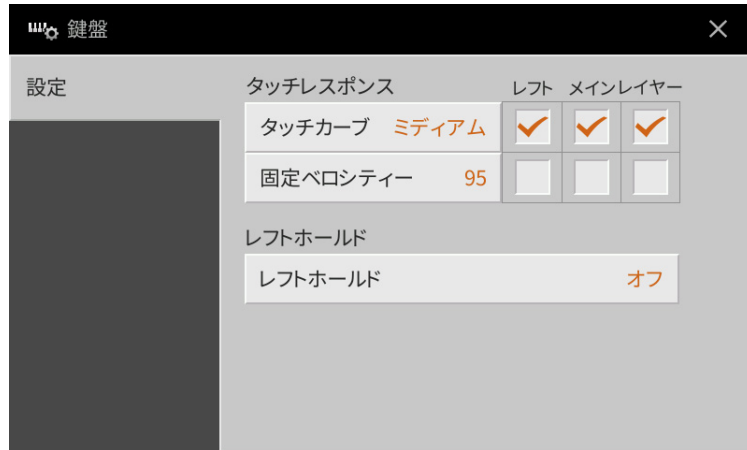 鍵盤
設定
タッチレスポンス レフト メイン レイヤー
タッチカーブ ミディアム
固定ベロシティー 95
レフトホールド
レフトホールド オフ